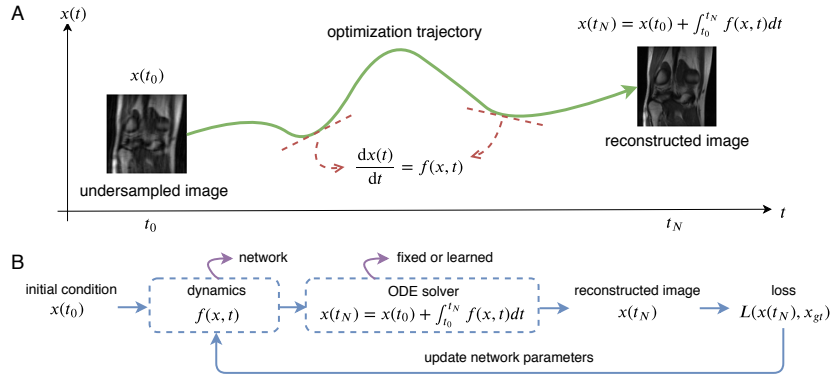 A
x(t)
x(t_N) = x(t_0) + ∫_{t_0}^{t_N} f(x, t)dt
optimization trajectory
x(t_0)
undersampled image
reconstructed image
dx(t)/dt = f(x, t)
t_0
t_N
t
B
network
fixed or learned
initial condition
x(t_0)
dynamics
f(x, t)
ODE solver
x(t_N) = x(t_0) + ∫_{t_0}^{t_N} f(x, t)dt
reconstructed image
x(t_N)
loss
L(x(t_N), x_{gt})
update network parameters